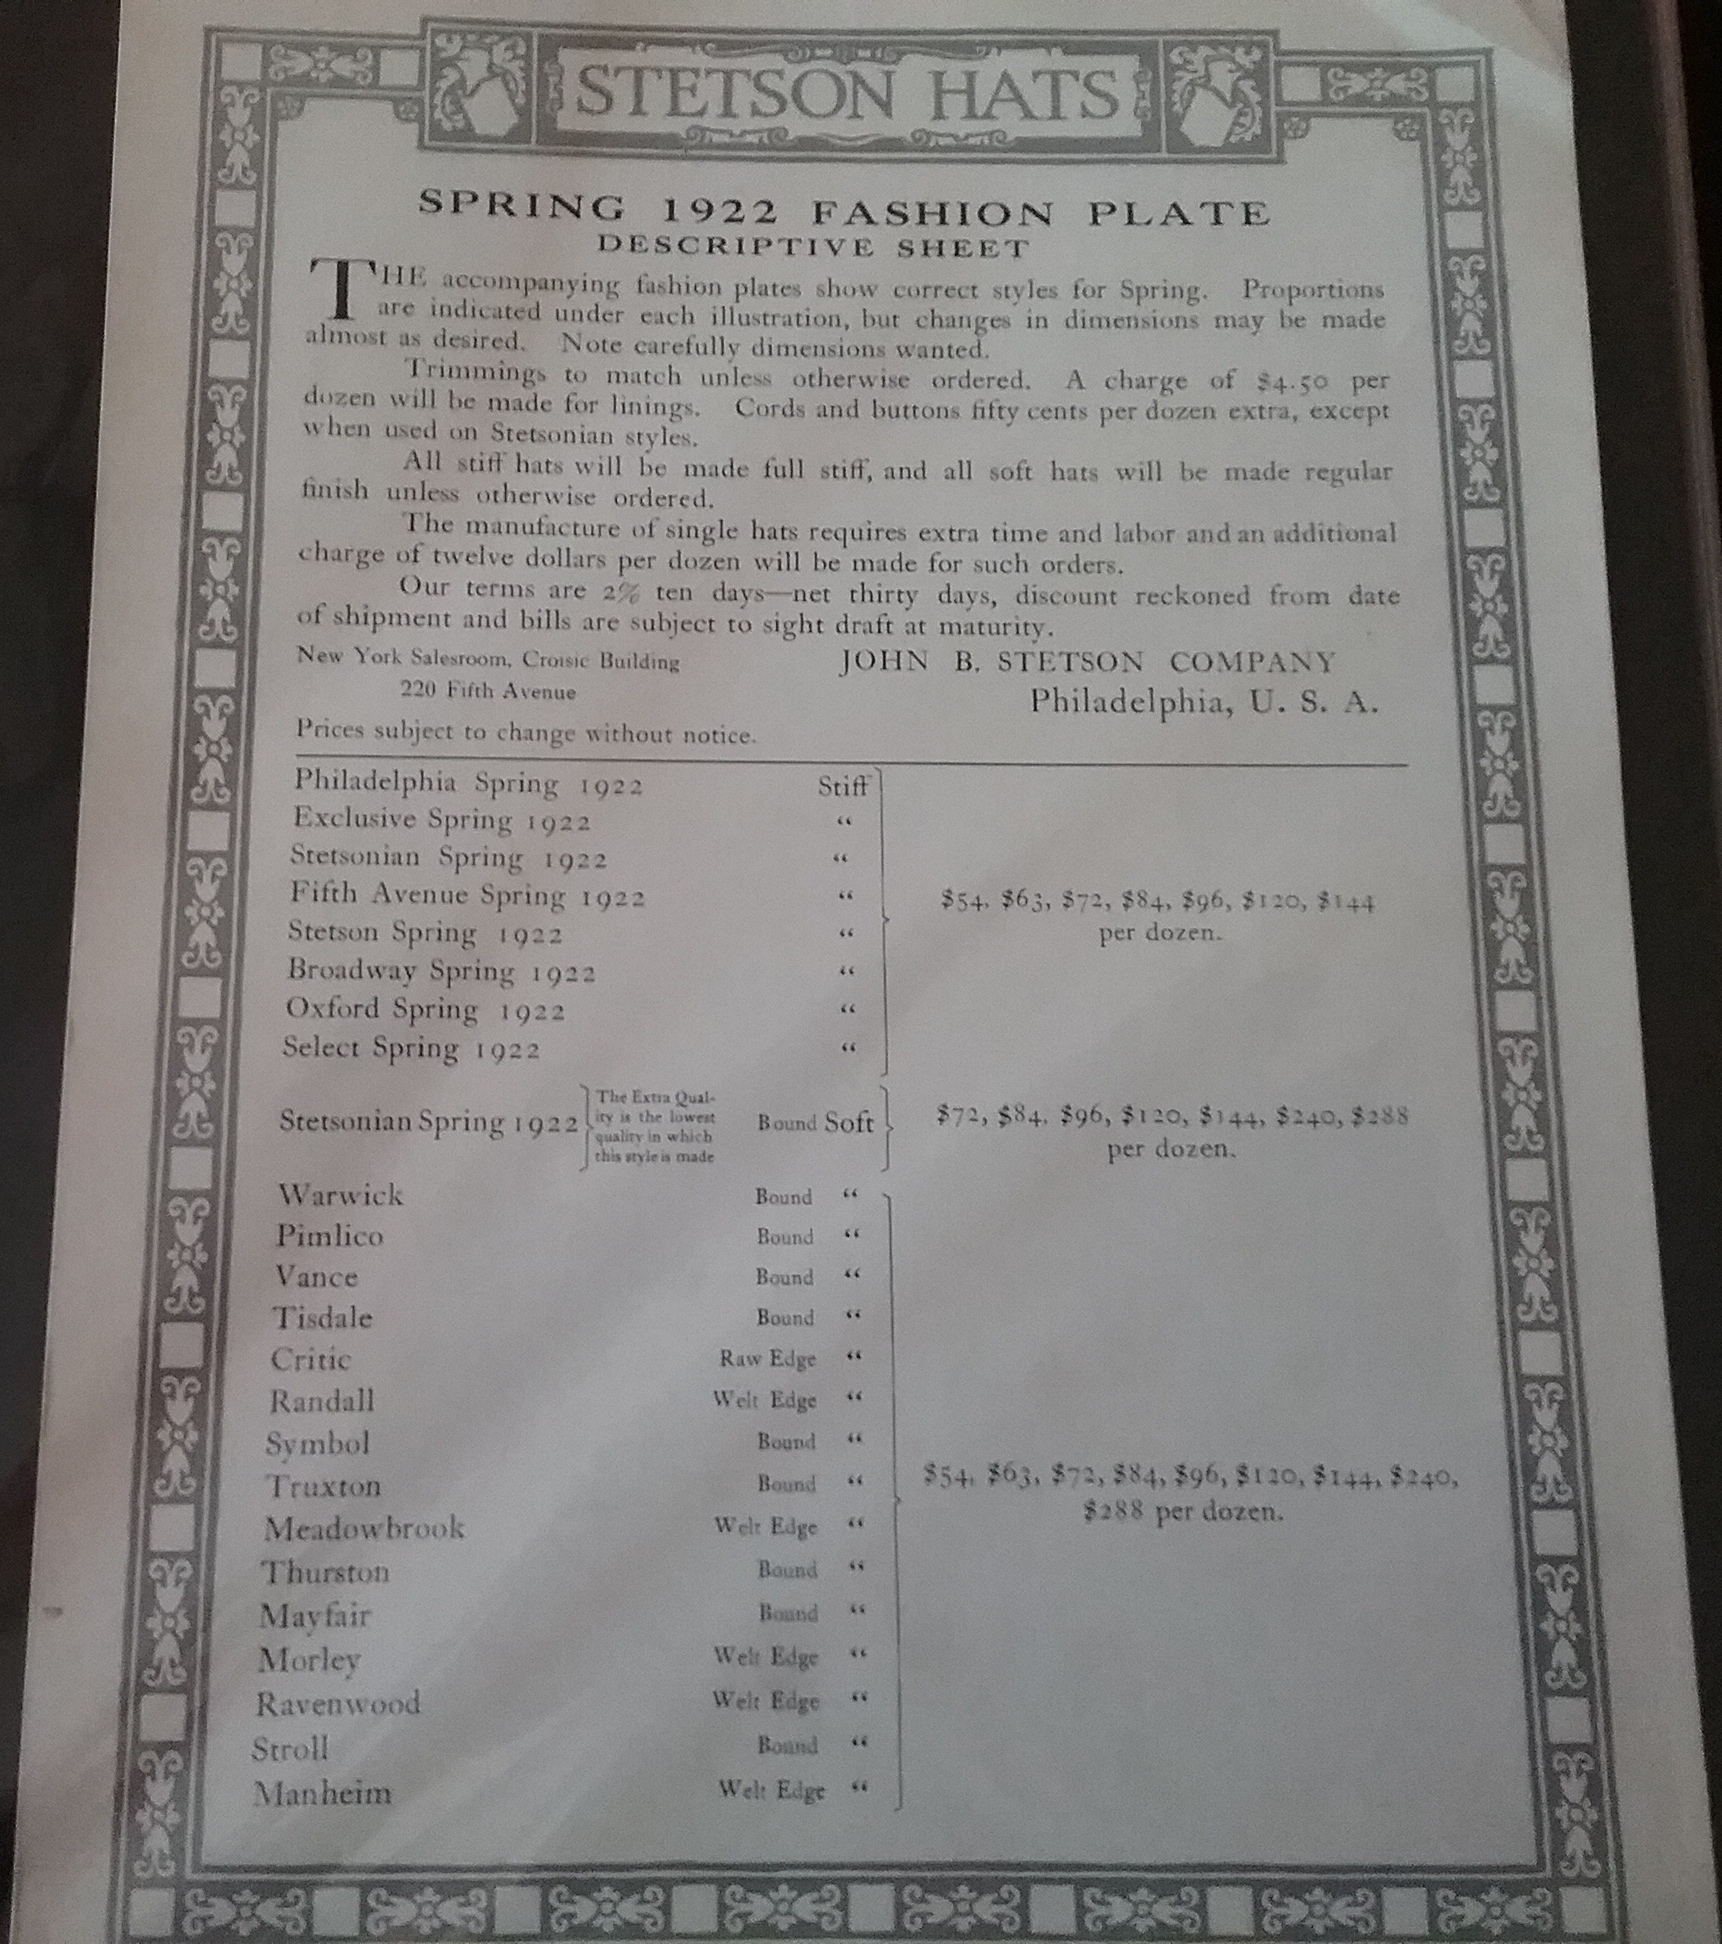 STETSON HATS
SPRING 1922 FASHION PLATE
DESCRIPTIVE SHEET
THE accompanying fashion plates show correct styles for Spring. Proportions
are indicated under each illustration, but changes in dimensions may be made
almost as desired. Note carefully dimensions wanted.
Trimmings to match unless otherwise ordered. A charge of $4.50 per
dozen will be made for linings. Cords and buttons fifty cents per dozen extra, except
when used on Stetsonian styles.
All stiff hats will be made full stiff, and all soft hats will be made regular
finish unless otherwise ordered.
The manufacture of single hats requires extra time and labor and an additional
charge of twelve dollars per dozen will be made for such orders.
Our terms are 2% ten days—net thirty days, discount reckoned from date
of shipment and bills are subject to sight draft at maturity.
New York Salesroom, Croisic Building
220 Fifth Avenue
JOHN B. STETSON COMPANY
Philadelphia, U. S. A.
Prices subject to change without notice.
Philadelphia Spring 1922 Stiff
Exclusive Spring 1922 “
Stetsonian Spring 1922 “
Fifth Avenue Spring 1922 “
Stetson Spring 1922 “
Broadway Spring 1922 “
Oxford Spring 1922 “
Select Spring 1922 “
$54, $63, $72, $84, $96, $120, $144
per dozen.
Stetsonian Spring 1922
The Extra Qual-
ity is the lowest
quality in which
this style is made
Bound Soft
$72, $84, $96, $120, $144, $240, $288
per dozen.
Warwick Bound “
Pimlico Bound “
Vance Bound “
Tisdale Bound “
Critic Raw Edge “
Randall Welt Edge “
Symbol Bound “
Truxton Bound “
Meadowbrook Welt Edge “
Thurston Bound “
Mayfair Bound “
Morley Welt Edge “
Ravenwood Welt Edge “
Stroll Bound “
Manheim Welt Edge “
$54, $63, $72, $84, $96, $120, $144, $240,
$288 per dozen.